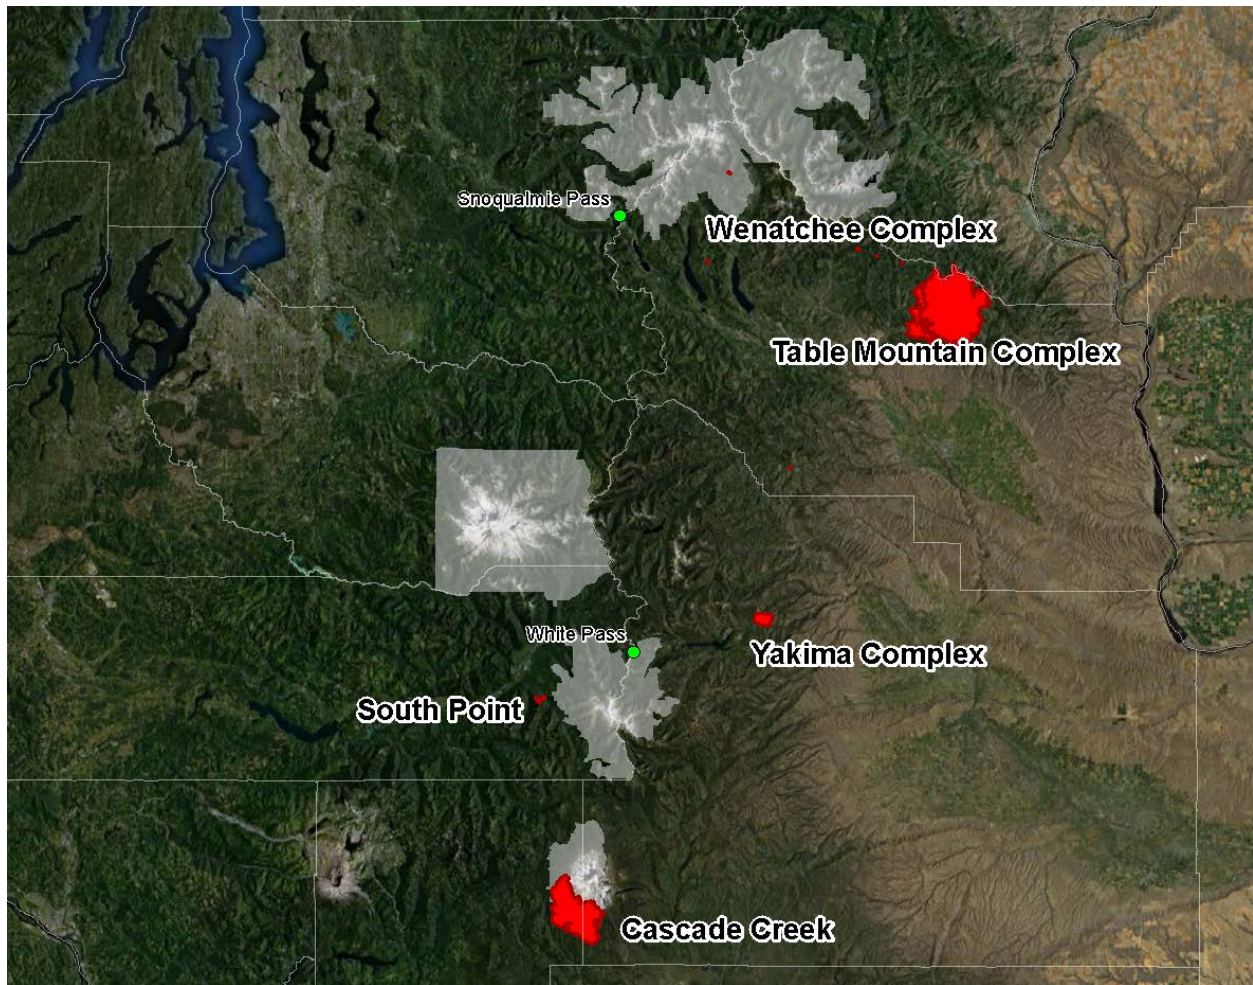 Snoqualmie Pass
Wenatchee Complex
Table Mountain Complex
White Pass
Yakima Complex
South Point
Cascade Creek